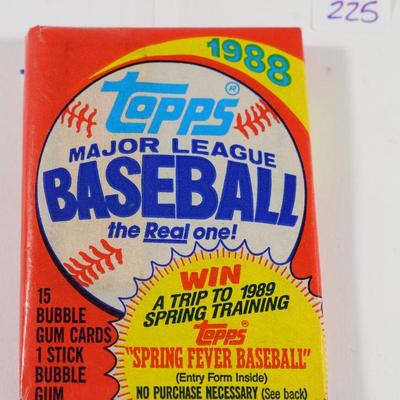 225
1988
topps®
MAJOR LEAGUE
BASEBALL
the Real one!
15
BUBBLE
GUM CARDS
1 STICK
BUBBLE
GUM
WIN
A TRIP TO 1989
SPRING TRAINING
Topps
"SPRING FEVER BASEBALL"
(Entry Form Inside)
NO PURCHASE NECESSARY (See back)